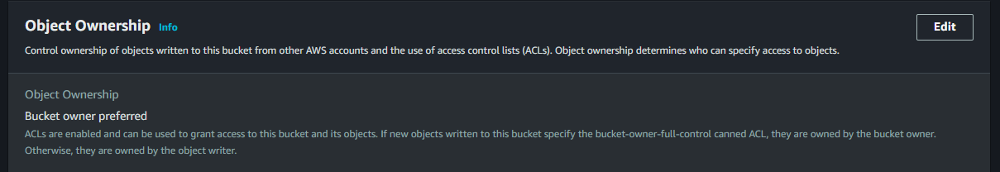 Object Ownership Info
Edit
Control ownership of objects written to this bucket from other AWS accounts and the use of access control lists (ACLs). Object ownership determines who can specify access to objects.
Object Ownership
Bucket owner preferred
ACLs are enabled and can be used to grant access to this bucket and its objects. If new objects written to this bucket specify the bucket-owner-full-control canned ACL, they are owned by the bucket owner.
Otherwise, they are owned by the object writer.